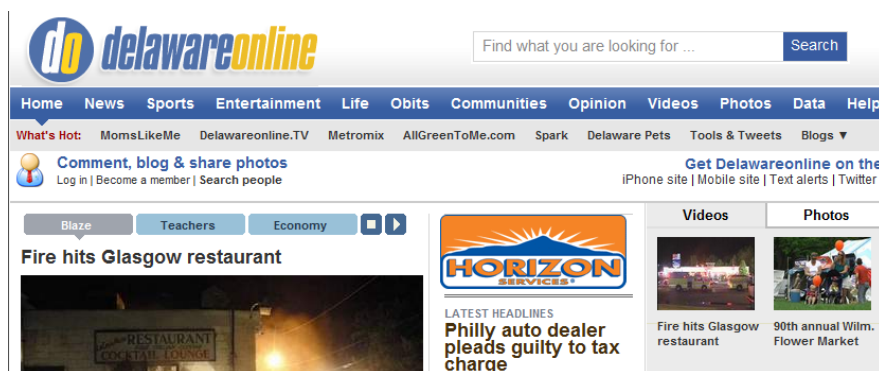 do delawareonline
Find what you are looking for ... Search
Home News Sports Entertainment Life Obits Communities Opinion Videos Photos Data Help
What's Hot: MomsLikeMe Delawareonline.TV Metromix AllGreenToMe.com Spark Delaware Pets Tools & Tweets Blogs ▼
Comment, blog & share photos
Log in | Become a member | Search people
Get Delawareonline on the
iPhone site | Mobile site | Text alerts | Twitter
Blaze Teachers Economy
Fire hits Glasgow restaurant
RESTAURANT
COCKTAIL LOUNGE
HORIZON
SERVICES
LATEST HEADLINES
Philly auto dealer
pleads guilty to tax
charge
Videos Photos
Fire hits Glasgow
restaurant
90th annual Wilm.
Flower Market